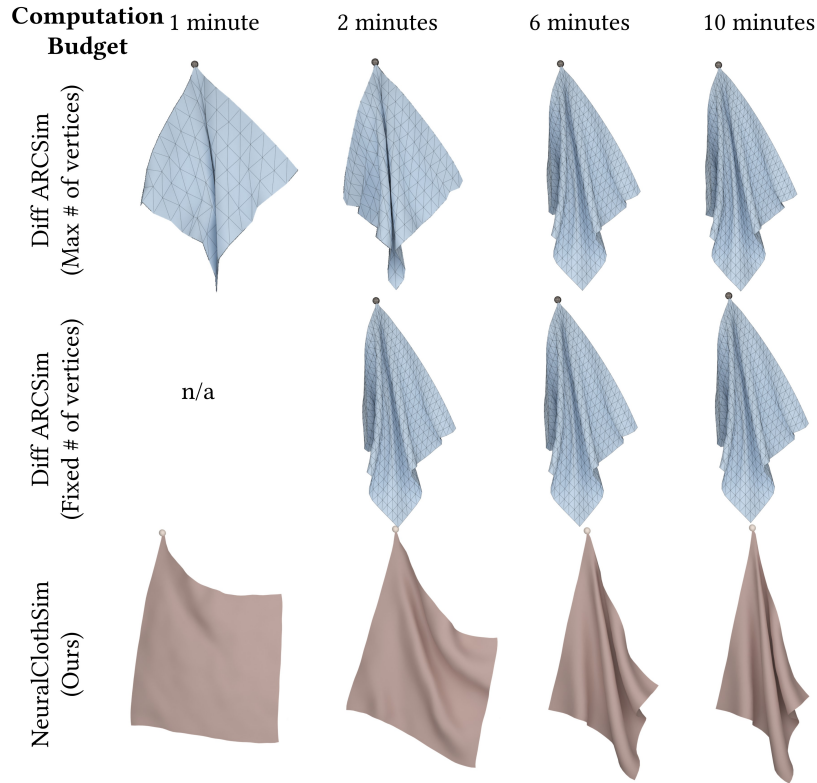 Computation
Budget
1 minute
2 minutes
6 minutes
10 minutes
Diff ARCSim
(Max # of vertices)
Diff ARCSim
(Fixed # of vertices)
n/a
NeuralClothSim
(Ours)